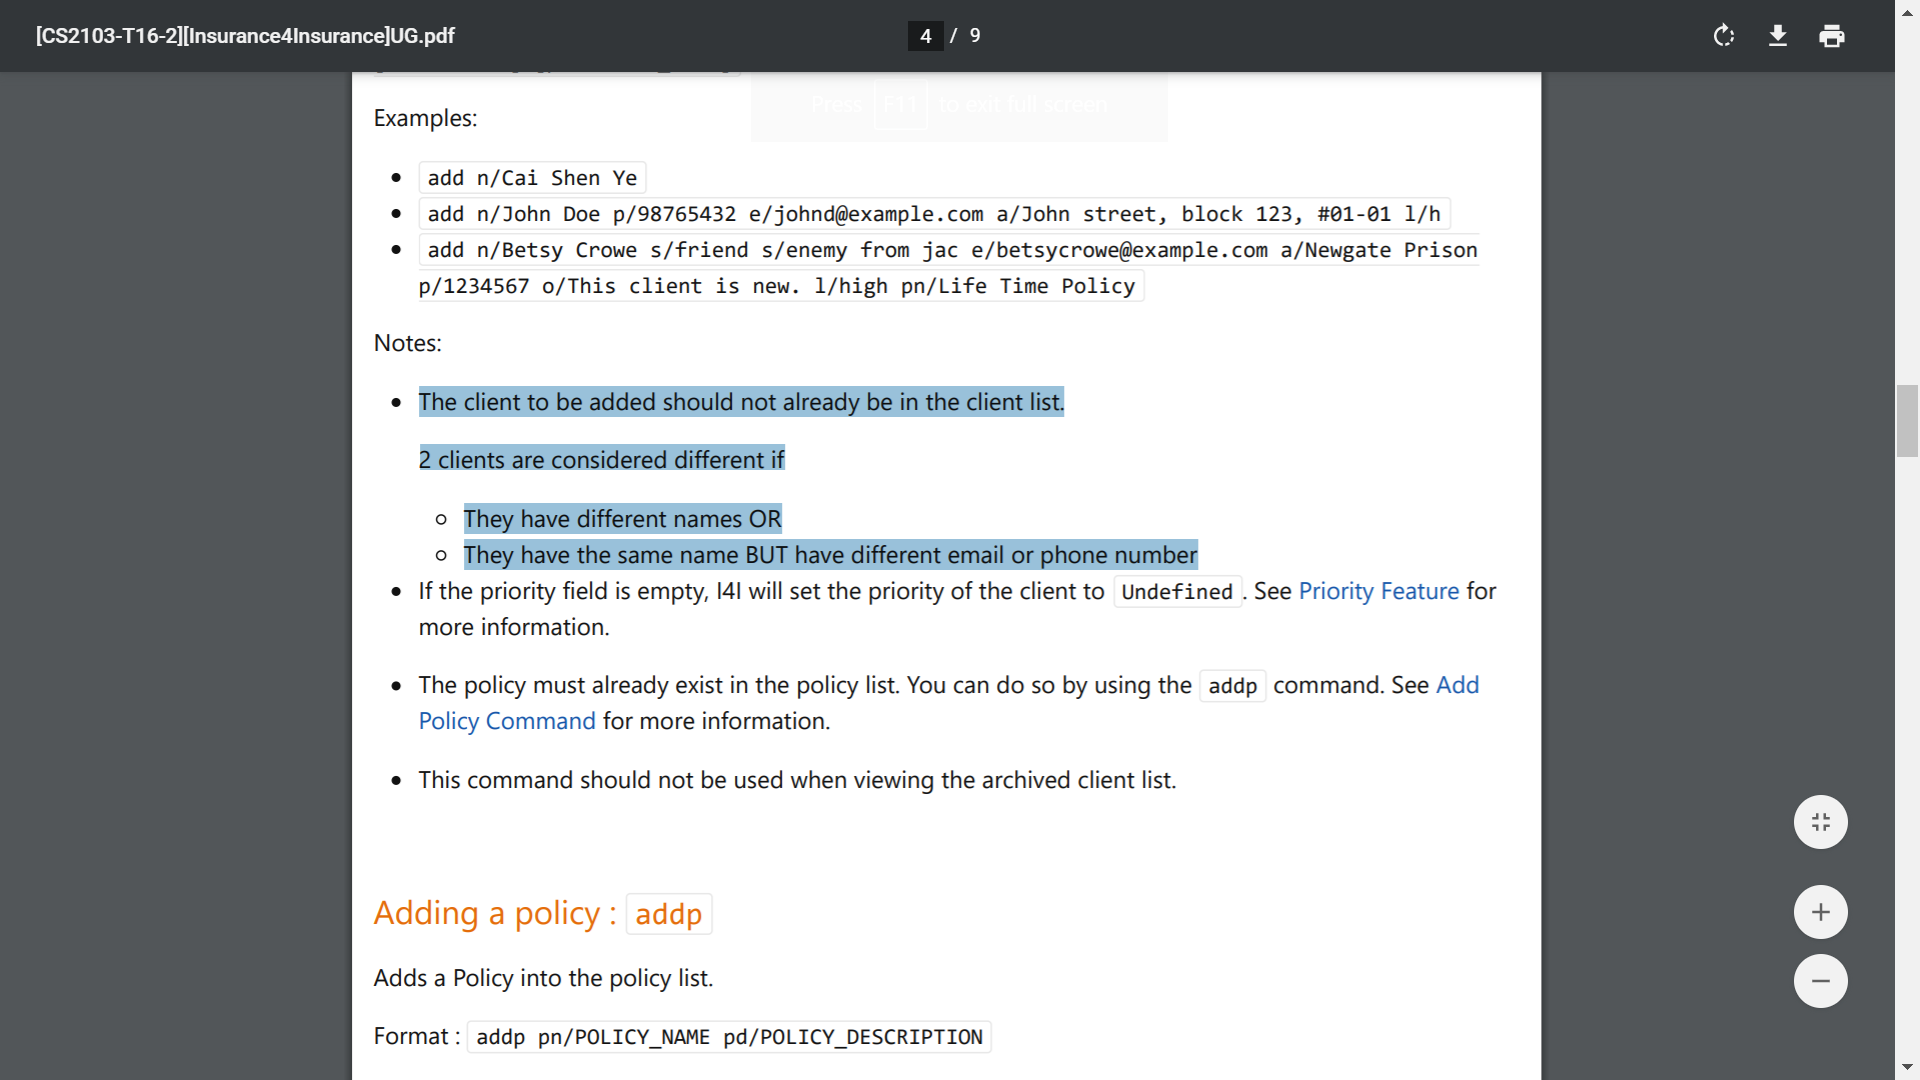 [CS2103-T16-2][Insurance4Insurance]UG.pdf
4 / 9
Press F11 to exit full screen
Examples:
add n/Cai Shen Ye
add n/John Doe p/98765432 e/johnd@example.com a/John street, block 123, #01-01 l/h
add n/Betsy Crowe s/friend s/enemy from jac e/betsycrowe@example.com a/Newgate Prison
p/1234567 o/This client is new. l/high pn/Life Time Policy
Notes:
The client to be added should not already be in the client list.
2 clients are considered different if
They have different names OR
They have the same name BUT have different email or phone number
If the priority field is empty, I4I will set the priority of the client to Undefined. See Priority Feature for
more information.
The policy must already exist in the policy list. You can do so by using the addp command. See Add
Policy Command for more information.
This command should not be used when viewing the archived client list.
Adding a policy : addp
Adds a Policy into the policy list.
Format : addp pn/POLICY_NAME pd/POLICY_DESCRIPTION